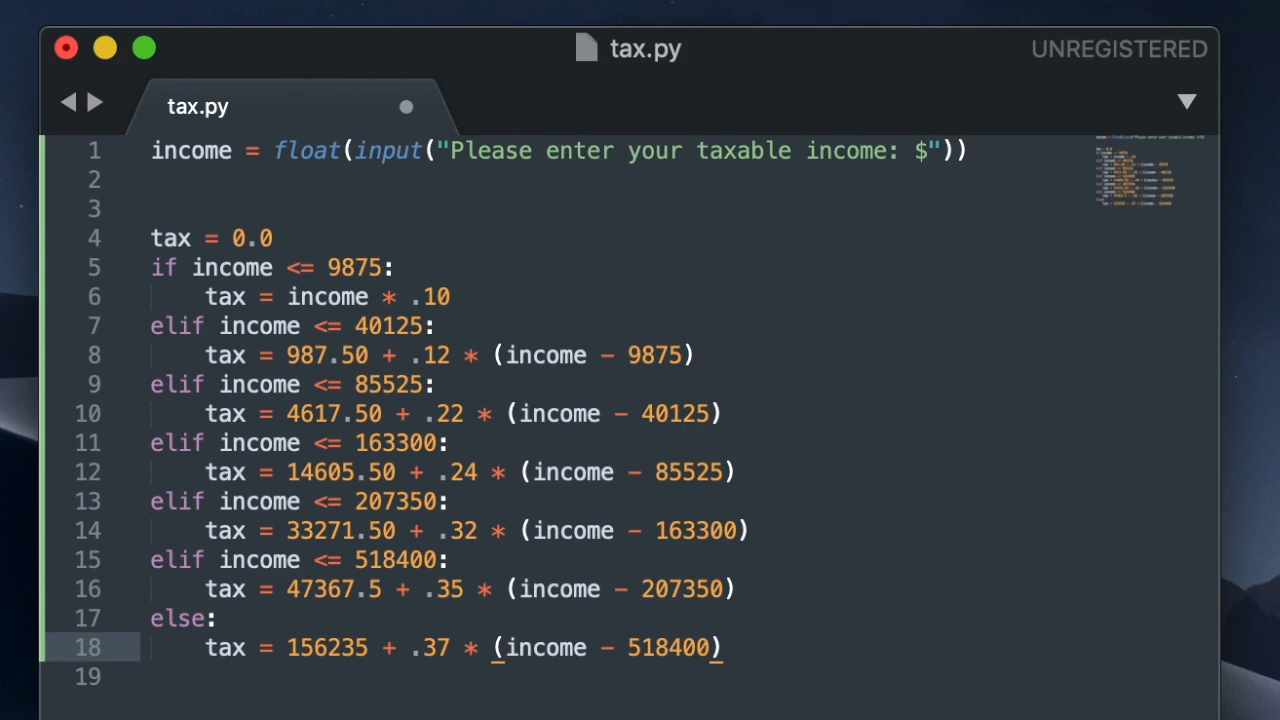 tax.py
UNREGISTERED
tax.py
1 income = float(input("Please enter your taxable income: $"))
2
3
4 tax = 0.0
5 if income <= 9875:
6     tax = income * .10
7 elif income <= 40125:
8     tax = 987.50 + .12 * (income - 9875)
9 elif income <= 85525:
10     tax = 4617.50 + .22 * (income - 40125)
11 elif income <= 163300:
12     tax = 14605.50 + .24 * (income - 85525)
13 elif income <= 207350:
14     tax = 33271.50 + .32 * (income - 163300)
15 elif income <= 518400:
16     tax = 47367.5 + .35 * (income - 207350)
17 else:
18     tax = 156235 + .37 * (income - 518400)
19